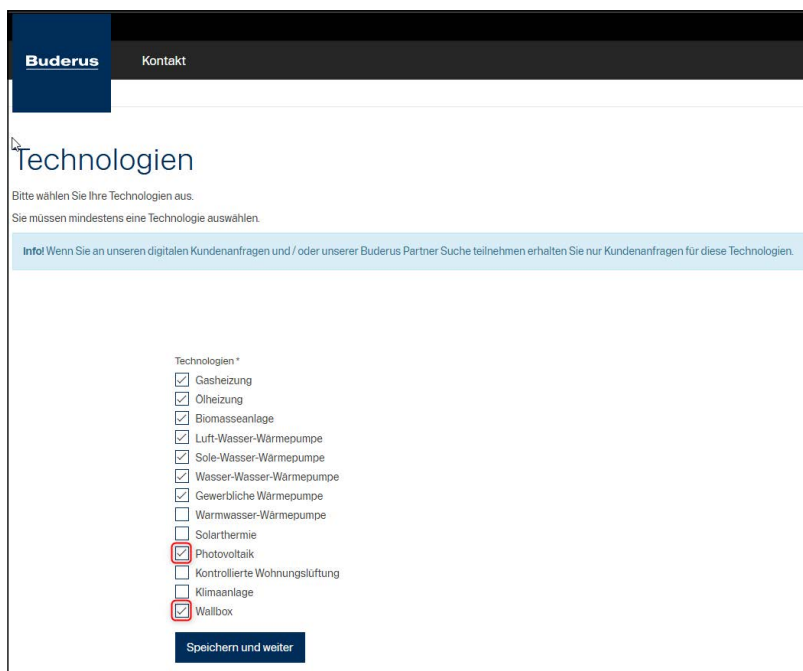 Buderus
Kontakt
Technologien
Bitte wählen Sie Ihre Technologien aus.
Sie müssen mindestens eine Technologie auswählen.
Info! Wenn Sie an unseren digitalen Kundenanfragen und / oder unserer Buderus Partner Suche teilnehmen erhalten Sie nur Kundenanfragen für diese Technologien.
Technologien *
Gasheizung
Ölheizung
Biomasseanlage
Luft-Wasser-Wärmepumpe
Sole-Wasser-Wärmepumpe
Wasser-Wasser-Wärmepumpe
Gewerbliche Wärmepumpe
Warmwasser-Wärmepumpe
Solarthermie
Photovoltaik
Kontrollierte Wohnungslüftung
Klimaanlage
Wallbox
Speichern und weiter